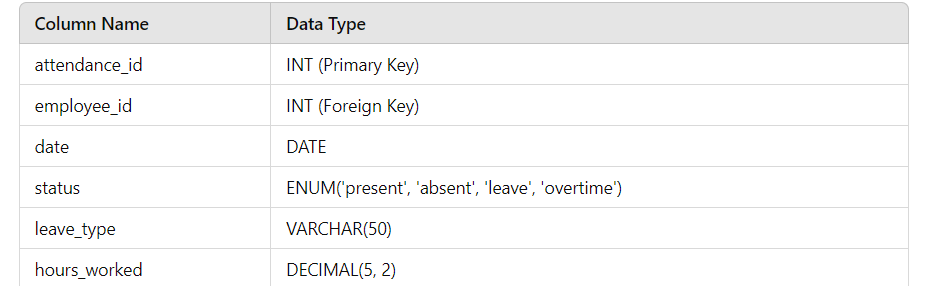 Column Name Data Type
attendance_id INT (Primary Key)
employee_id INT (Foreign Key)
date DATE
status ENUM('present', 'absent', 'leave', 'overtime')
leave_type VARCHAR(50)
hours_worked DECIMAL(5, 2)